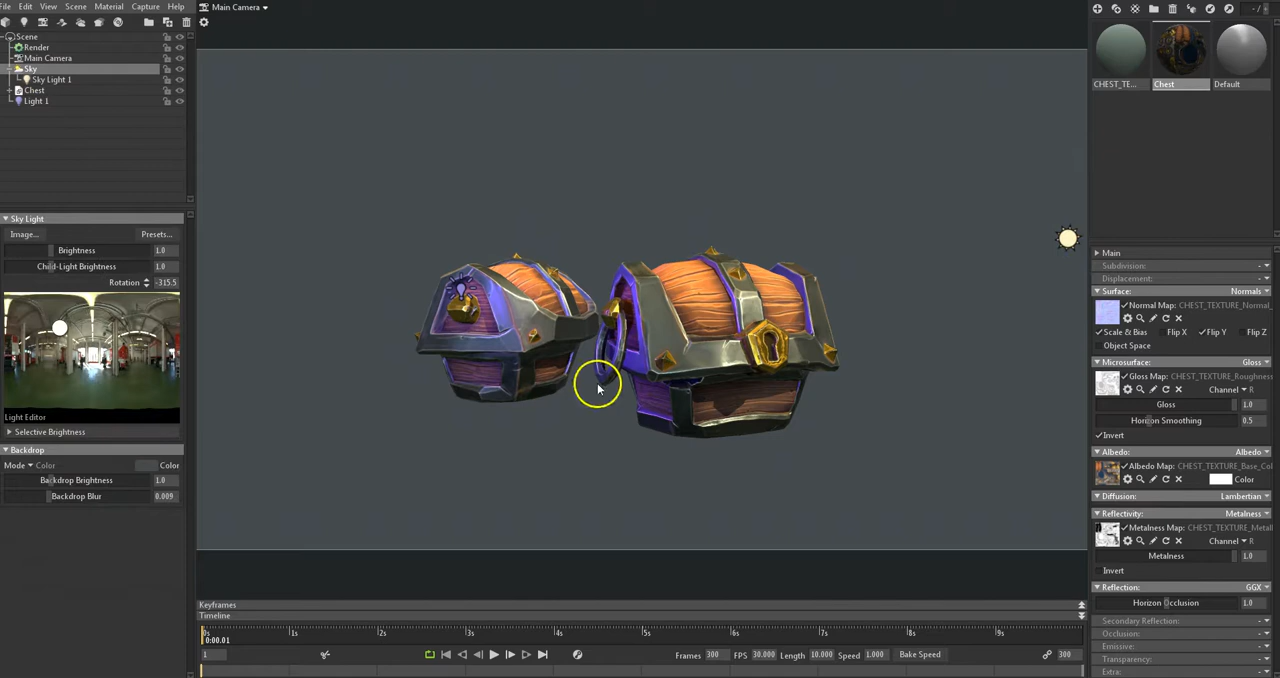 File Edit View Scene Material Capture Help
Main Camera
Scene
Render
Main Camera
Sky
Sky Light 1
Chest
Light 1
Sky Light
Image... Presets...
Brightness 1.0
Child-Light Brightness 1.0
Rotation -315.5
Light Editor
Selective Brightness
Backdrop
Mode Color Color
Backdrop Brightness 1.0
Backdrop Blur 0.009
Keyframes
Timeline
0s 1s 2s 3s 4s 5s 6s 7s 8s 9s
0:00.01
1 Frames 300 FPS 30.000 Length 10.000 Speed 1.000 Bake Speed 300
- / -
CHEST_TE... Chest Default
Main
Subdivision:
Displacement:
Surface: Normals
Normal Map: CHEST_TEXTURE_Normal_
Scale & Bias Flip X Flip Y Flip Z
Object Space
Microsurface: Gloss
Gloss Map: CHEST_TEXTURE_Roughness
Channel R
Gloss 1.0
Horizon Smoothing 0.5
Invert
Albedo: Albedo
Albedo Map: CHEST_TEXTURE_Base_Col
Color
Diffusion: Lambertian
Reflectivity: Metalness
Metalness Map: CHEST_TEXTURE_Metall
Channel R
Metalness 1.0
Invert
Reflection: GGX
Horizon Occlusion 1.0
Secondary Reflection:
Occlusion:
Emissive:
Transparency:
Extra: